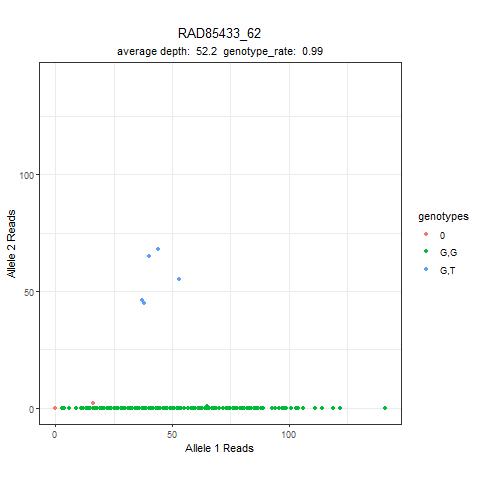 RAD85433_62
average depth: 52.2 genotype_rate: 0.99
Allele 2 Reads
100
50
0
0
50
100
Allele 1 Reads
genotypes
0
G,G
G,T